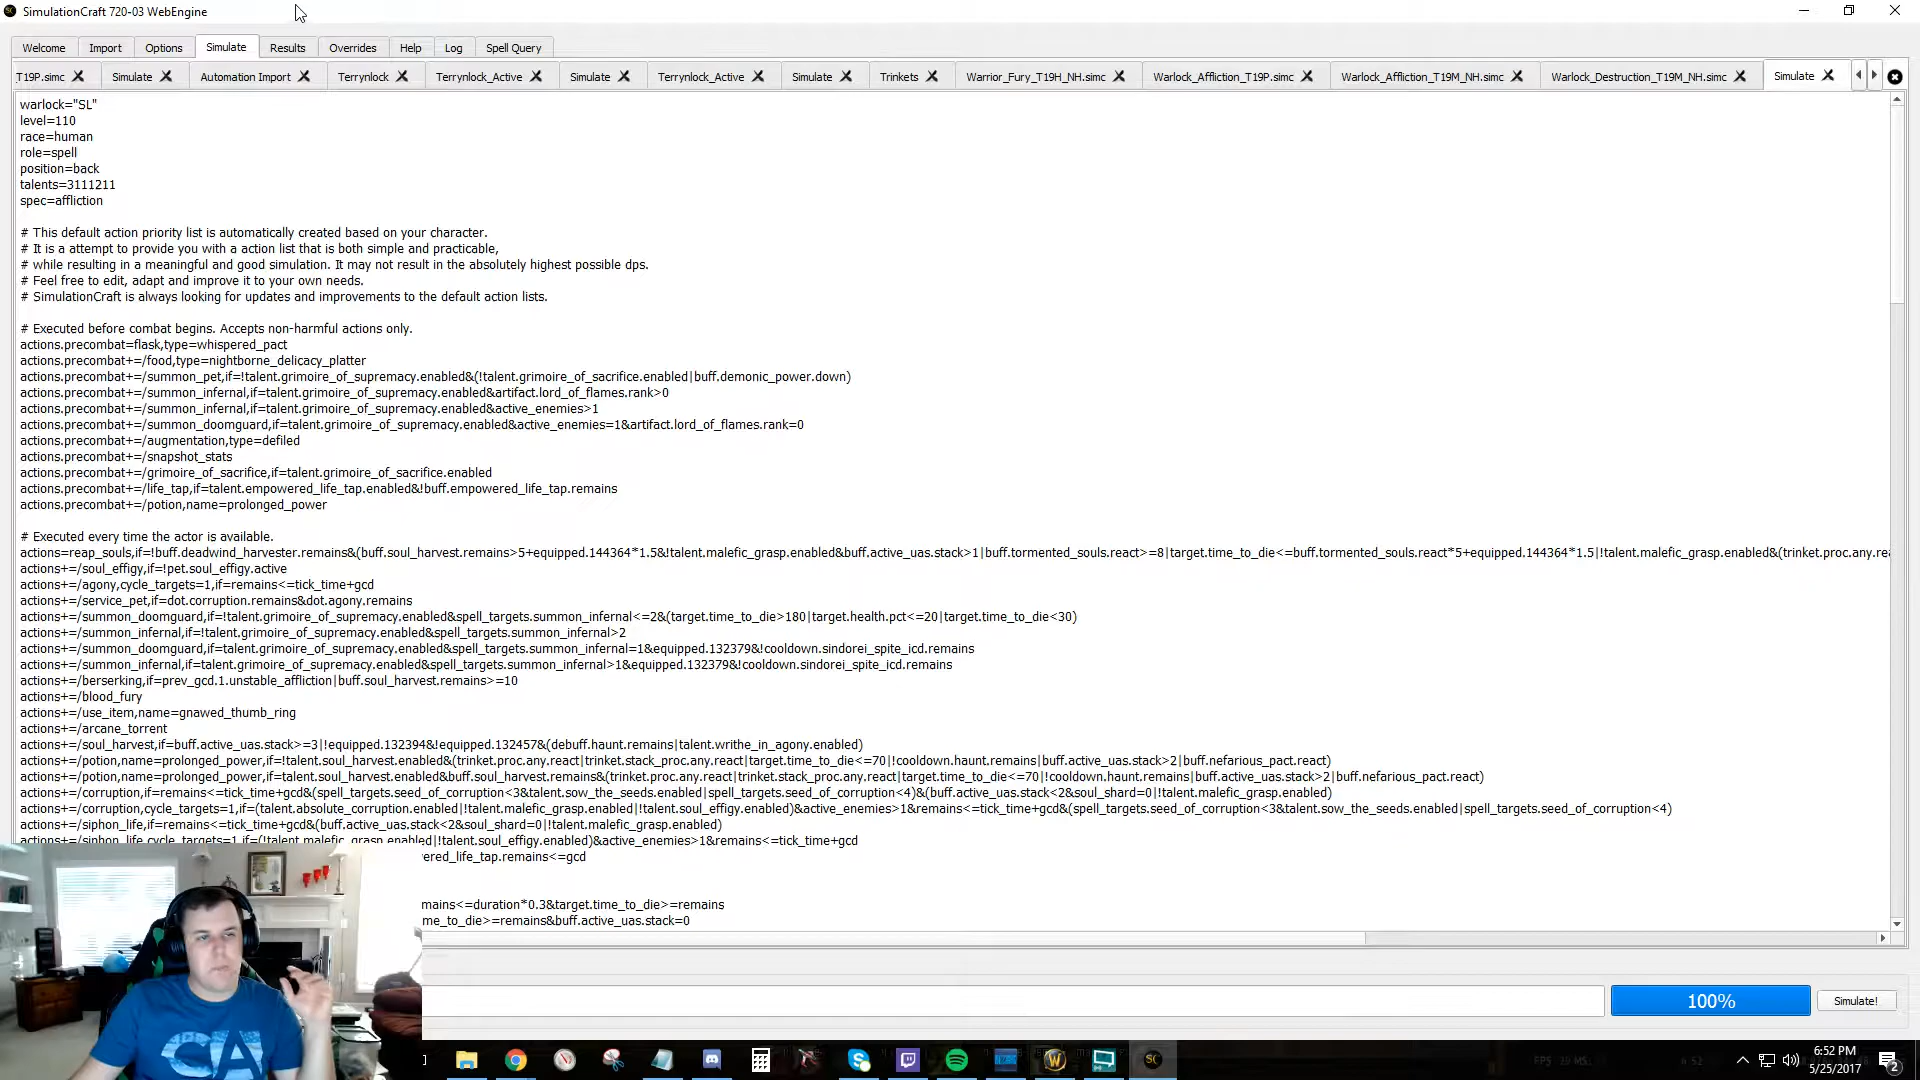 SimulationCraft 720-03 WebEngine
Welcome Import Options Simulate Results Overrides Help Log Spell Query
T19P.simc Simulate Automation Import Terrynlock Terrynlock_Active Simulate Terrynlock_Active Simulate Trinkets Warrior_Fury_T19H_NH.simc Warlock_Affliction_T19P.simc Warlock_Affliction_T19M_NH.simc Warlock_Destruction_T19M_NH.simc Simulate
warlock="SL"
level=110
race=human
role=spell
position=back
talents=3111211
spec=affliction
# This default action priority list is automatically created based on your character.
# It is a attempt to provide you with a action list that is both simple and practicable,
# while resulting in a meaningful and good simulation. It may not result in the absolutely highest possible dps.
# Feel free to edit, adapt and improve it to your own needs.
# SimulationCraft is always looking for updates and improvements to the default action lists.
# Executed before combat begins. Accepts non-harmful actions only.
actions.precombat=flask,type=whispered_pact
actions.precombat+=/food,type=nightborne_delicacy_platter
actions.precombat+=/summon_pet,if=!talent.grimoire_of_supremacy.enabled&(!talent.grimoire_of_sacrifice.enabled|buff.demonic_power.down)
actions.precombat+=/summon_infernal,if=talent.grimoire_of_supremacy.enabled&artifact.lord_of_flames.rank>0
actions.precombat+=/summon_infernal,if=talent.grimoire_of_supremacy.enabled&active_enemies>1
actions.precombat+=/summon_doomguard,if=talent.grimoire_of_supremacy.enabled&active_enemies=1&artifact.lord_of_flames.rank=0
actions.precombat+=/augmentation,type=defiled
actions.precombat+=/snapshot_stats
actions.precombat+=/grimoire_of_sacrifice,if=talent.grimoire_of_sacrifice.enabled
actions.precombat+=/life_tap,if=talent.empowered_life_tap.enabled&!buff.empowered_life_tap.remains
actions.precombat+=/potion,name=prolonged_power
# Executed every time the actor is available.
actions=reap_souls,if=!buff.deadwind_harvester.remains&(buff.soul_harvest.remains>5+equipped.144364*1.5&!talent.malefic_grasp.enabled&buff.active_uas.stack>1|buff.tormented_souls.react>=8|target.time_to_die<=buff.tormented_souls.react*5+equipped.144364*1.5|!talent.malefic_grasp.enabled&(trinket.proc.any.rea
actions+=/soul_effigy,if=!pet.soul_effigy.active
actions+=/agony,cycle_targets=1,if=remains<=tick_time+gcd
actions+=/service_pet,if=dot.corruption.remains&dot.agony.remains
actions+=/summon_doomguard,if=!talent.grimoire_of_supremacy.enabled&spell_targets.summon_infernal<=2&(target.time_to_die>180|target.health.pct<=20|target.time_to_die<30)
actions+=/summon_infernal,if=!talent.grimoire_of_supremacy.enabled&spell_targets.summon_infernal>2
actions+=/summon_doomguard,if=talent.grimoire_of_supremacy.enabled&spell_targets.summon_infernal=1&equipped.132379&!cooldown.sindorei_spite_icd.remains
actions+=/summon_infernal,if=talent.grimoire_of_supremacy.enabled&spell_targets.summon_infernal>1&equipped.132379&!cooldown.sindorei_spite_icd.remains
actions+=/berserking,if=prev_gcd.1.unstable_affliction|buff.soul_harvest.remains>=10
actions+=/blood_fury
actions+=/use_item,name=gnawed_thumb_ring
actions+=/arcane_torrent
actions+=/soul_harvest,if=buff.active_uas.stack>=3|!equipped.132394&!equipped.132457&(debuff.haunt.remains|talent.writhe_in_agony.enabled)
actions+=/potion,name=prolonged_power,if=!talent.soul_harvest.enabled&(trinket.proc.any.react|trinket.stack_proc.any.react|target.time_to_die<=70|!cooldown.haunt.remains|buff.active_uas.stack>2|buff.nefarious_pact.react)
actions+=/potion,name=prolonged_power,if=talent.soul_harvest.enabled&buff.soul_harvest.remains&(trinket.proc.any.react|trinket.stack_proc.any.react|target.time_to_die<=70|!cooldown.haunt.remains|buff.active_uas.stack>2|buff.nefarious_pact.react)
actions+=/corruption,if=remains<=tick_time+gcd&(spell_targets.seed_of_corruption<3&talent.sow_the_seeds.enabled|spell_targets.seed_of_corruption<4)&(buff.active_uas.stack<2&soul_shard=0|!talent.malefic_grasp.enabled)
actions+=/corruption,cycle_targets=1,if=(talent.absolute_corruption.enabled|!talent.malefic_grasp.enabled|!talent.soul_effigy.enabled)&active_enemies>1&remains<=tick_time+gcd&(spell_targets.seed_of_corruption<3&talent.sow_the_seeds.enabled|spell_targets.seed_of_corruption<4)
actions+=/siphon_life,if=remains<=tick_time+gcd&(buff.active_uas.stack<2&soul_shard=0|!talent.malefic_grasp.enabled)
actions+=/siphon_life,cycle_targets=1,if=(!talent.malefic_grasp.enabled|!talent.soul_effigy.enabled)&active_enemies>1&remains<=tick_time+gcd
ered_life_tap.remains<=gcd
mains<=duration*0.3&target.time_to_die>=remains
me_to_die>=remains&buff.active_uas.stack=0
100% Simulate!
CA
6:52 PM
5/25/2017
2